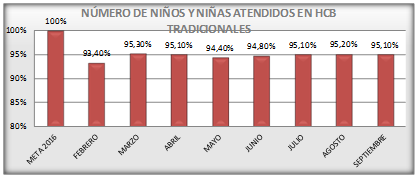 NÚMERO DE NIÑOS Y NIÑAS ATENDIDOS EN HCB
TRADICIONALES
100%
95%
90%
85%
80%
100%
93,40%
95,30%
95,10%
94,40%
94,80%
95,10%
95,20%
95,10%
META 2016
FEBRERO
MARZO
ABRIL
MAYO
JUNIO
JULIO
AGOSTO
SEPTIEMBRE